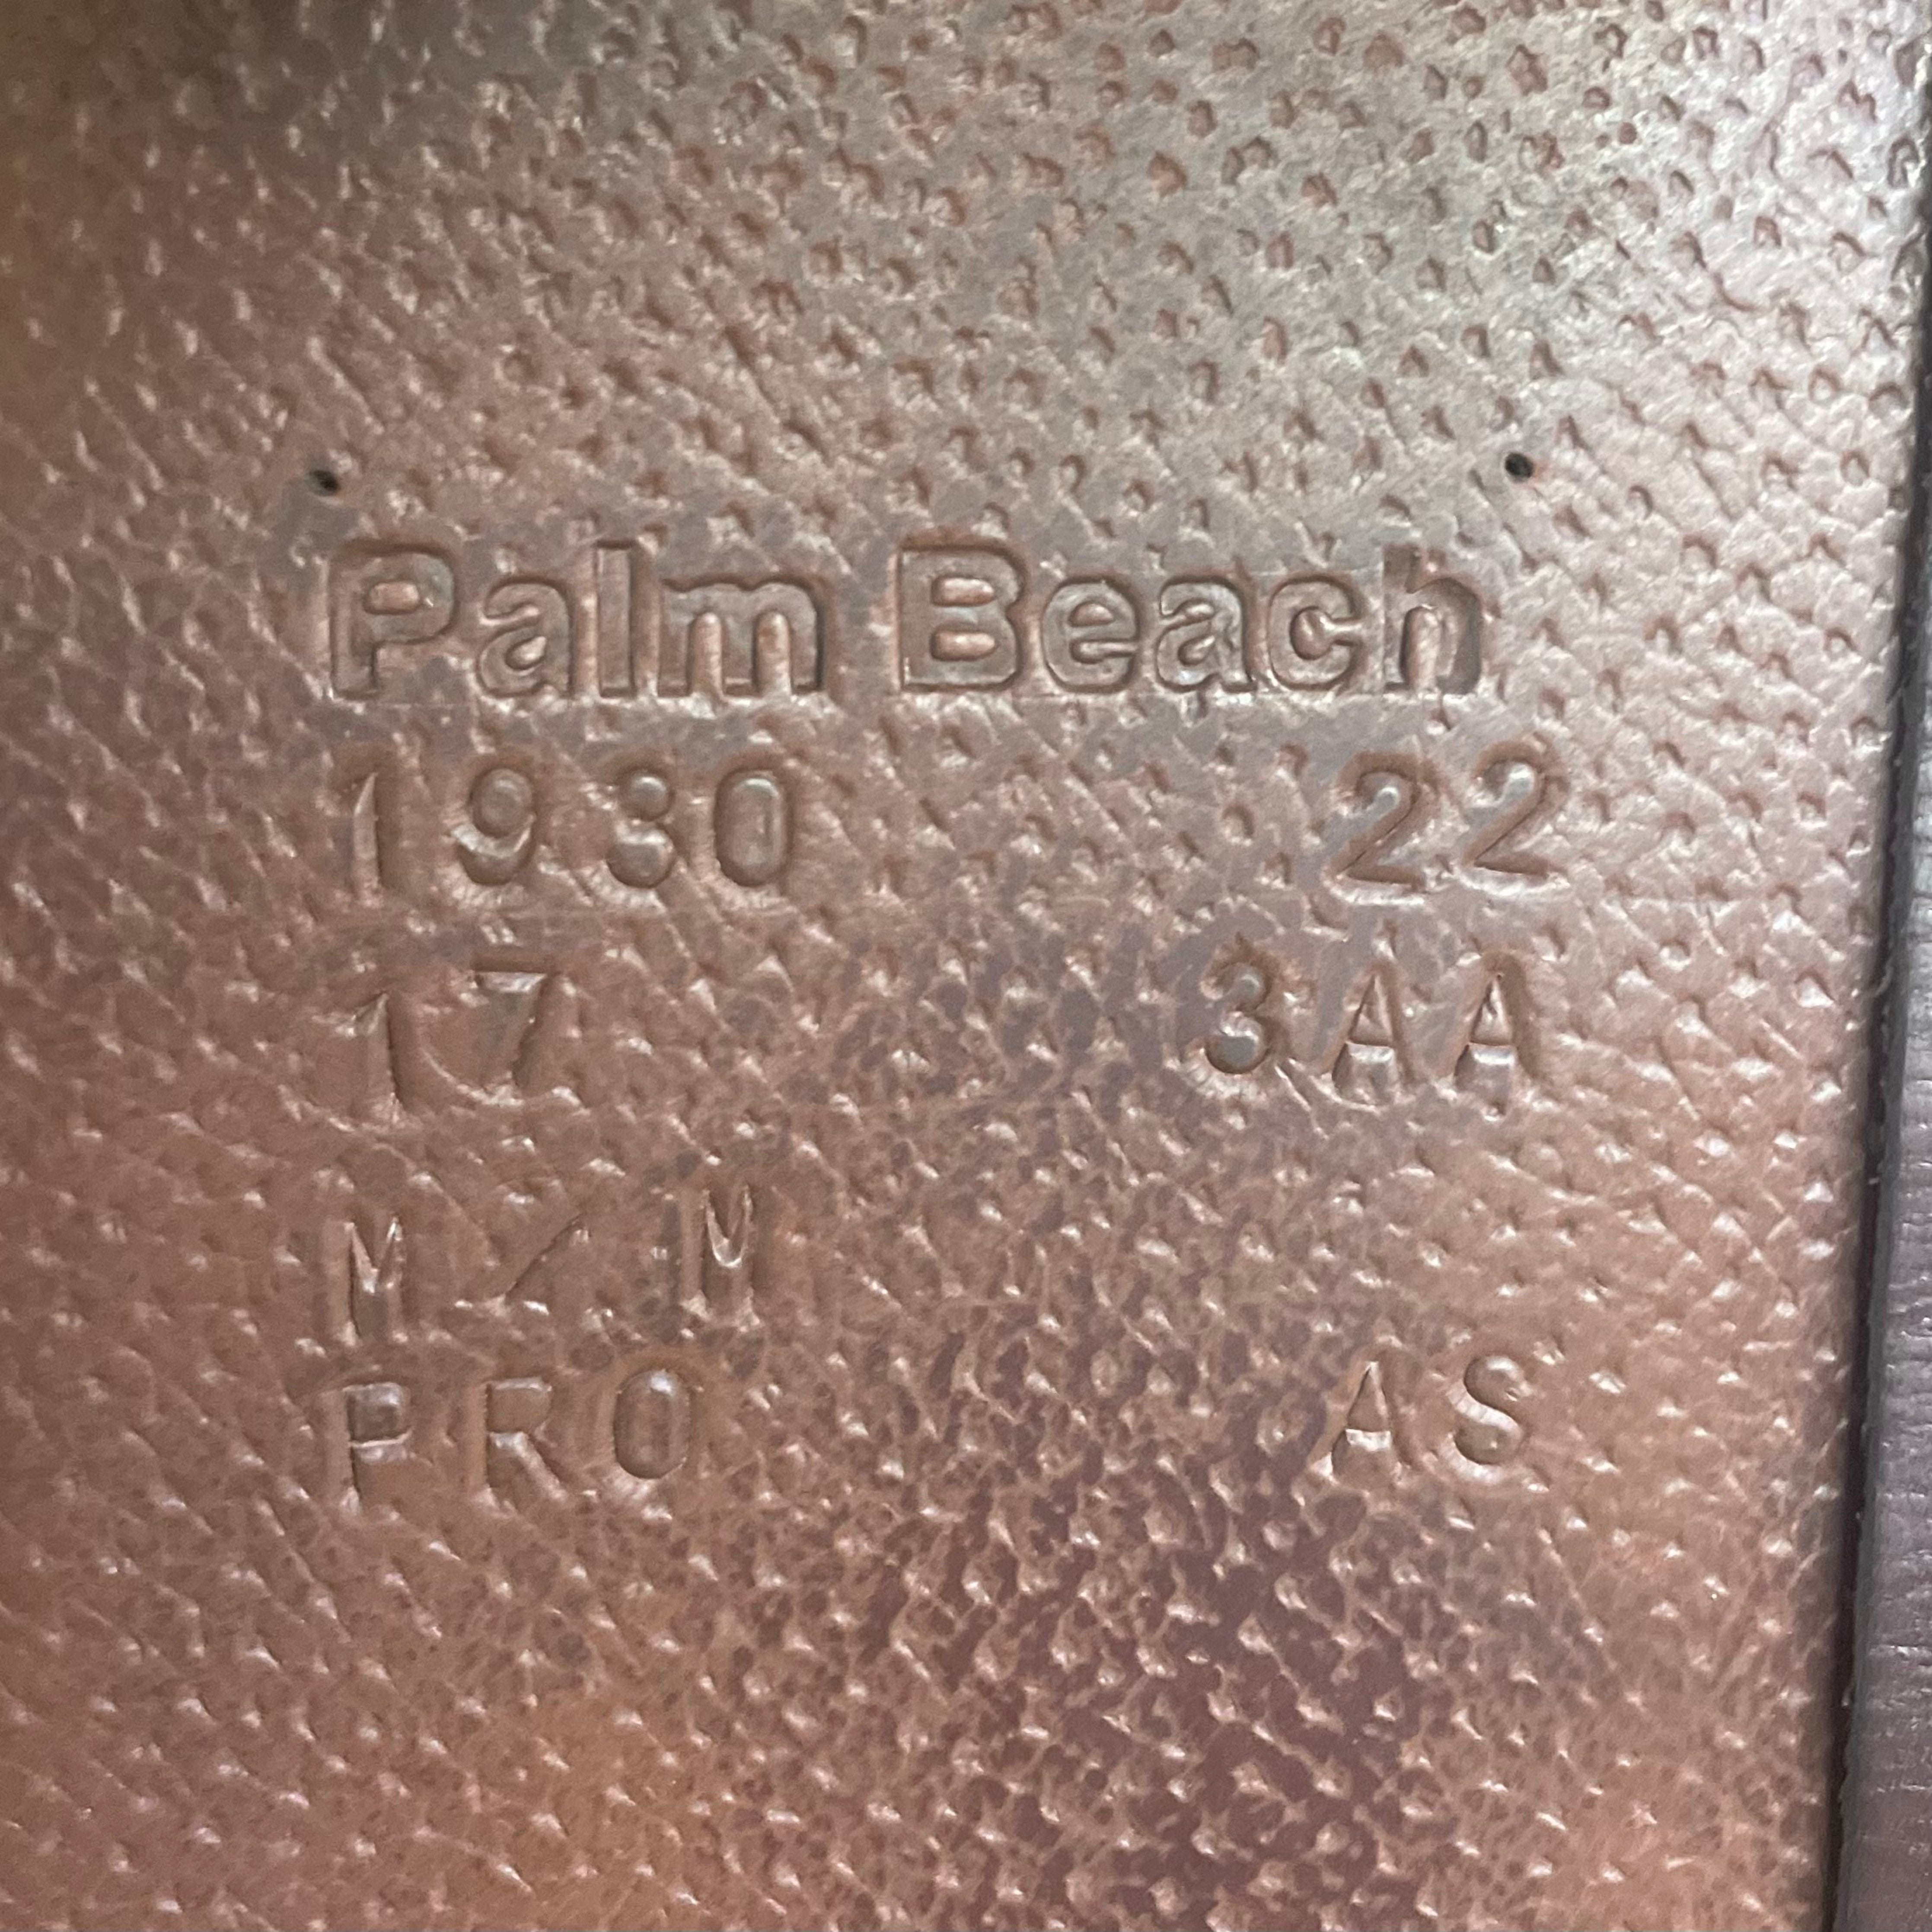 Palm Beach
1930 22
17 3AA
M/M
PRO AS